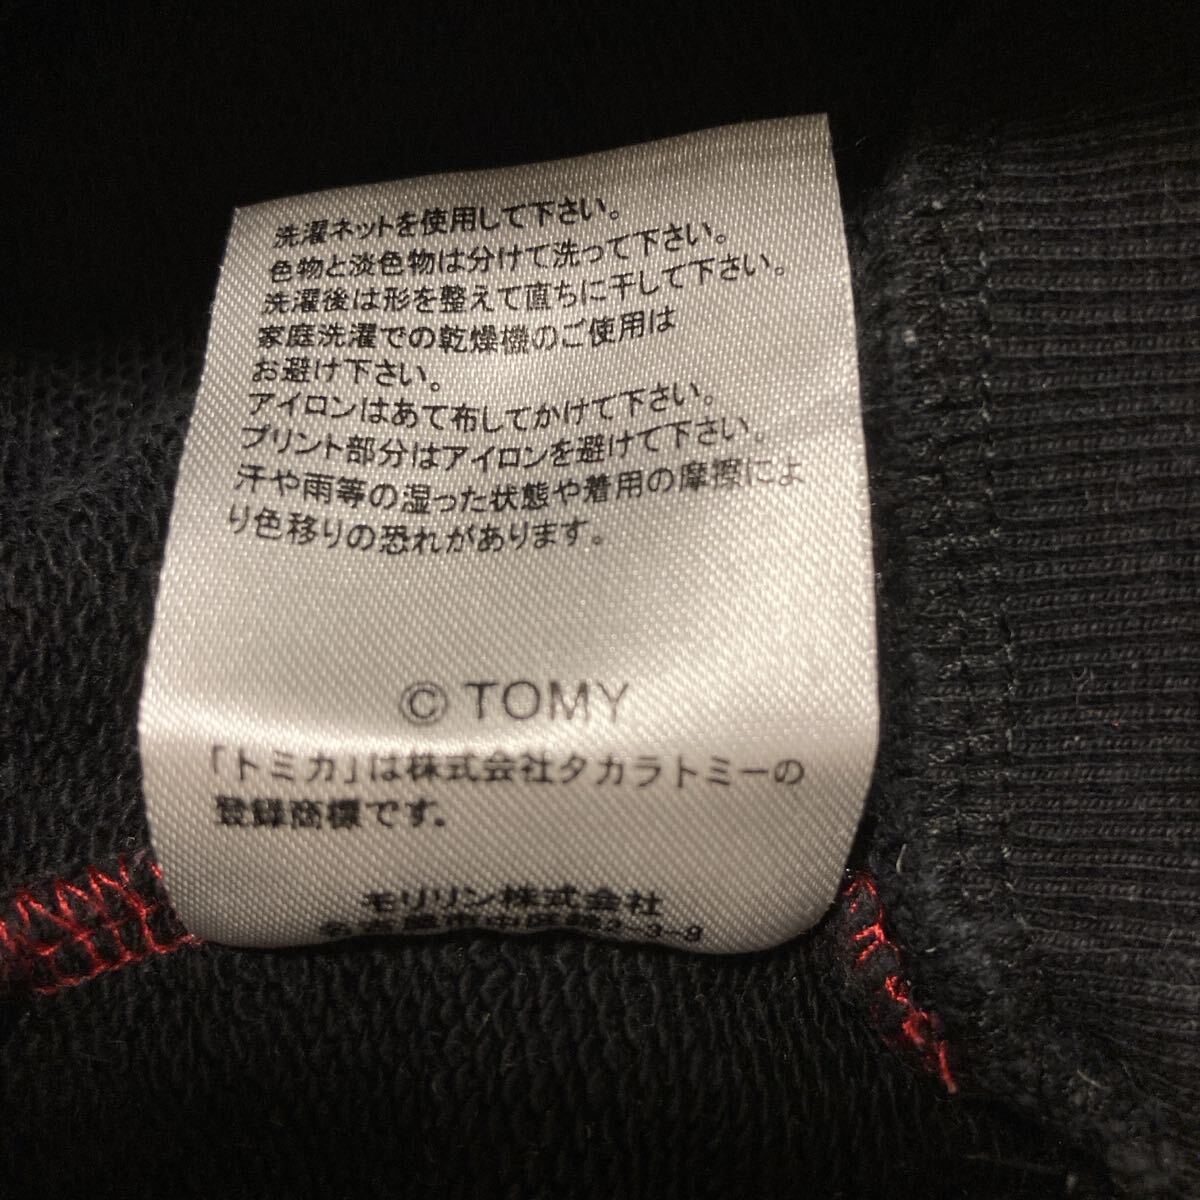 洗濯ネットを使用して下さい。
色物と淡色物は分けて洗って下さい。
洗濯後は形を整えて直ちに干して下さい。
家庭洗濯での乾燥機のご使用は
お避け下さい。
アイロンはあて布してかけて下さい。
プリント部分はアイロンを避けて下さい。
汗や雨等の湿った状態や着用の摩擦によ
り色移りの恐れがあります。
© TOMY
「トミカ」は株式会社タカラトミーの
登録商標です。
モリリン株式会社
3-9